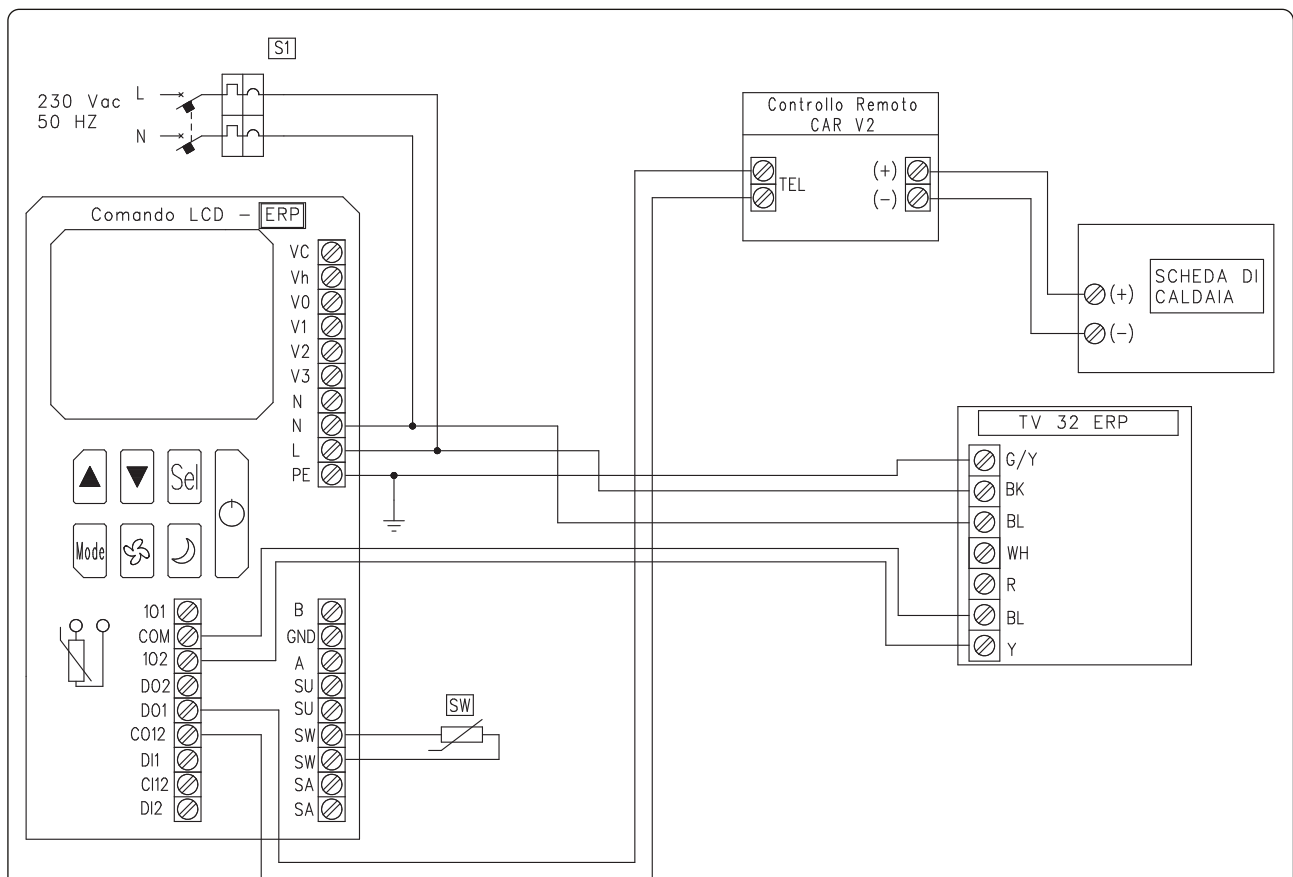 S1
230 Vac
50 HZ
L
N
Controllo Remoto
CAR V2
TEL
(+)
(-)
SCHEDA DI
CALDAIA
(+)
(-)
Comando LCD - ERP
VC
Vh
V0
V1
V2
V3
N
N
L
PE
Sel
Mode
TV 32 ERP
G/Y
BK
BL
WH
R
BL
Y
1O1
COM
1O2
DO2
DO1
CO12
DI1
CI12
DI2
B
GND
A
SU
SU
SW
SW
SA
SA
SW